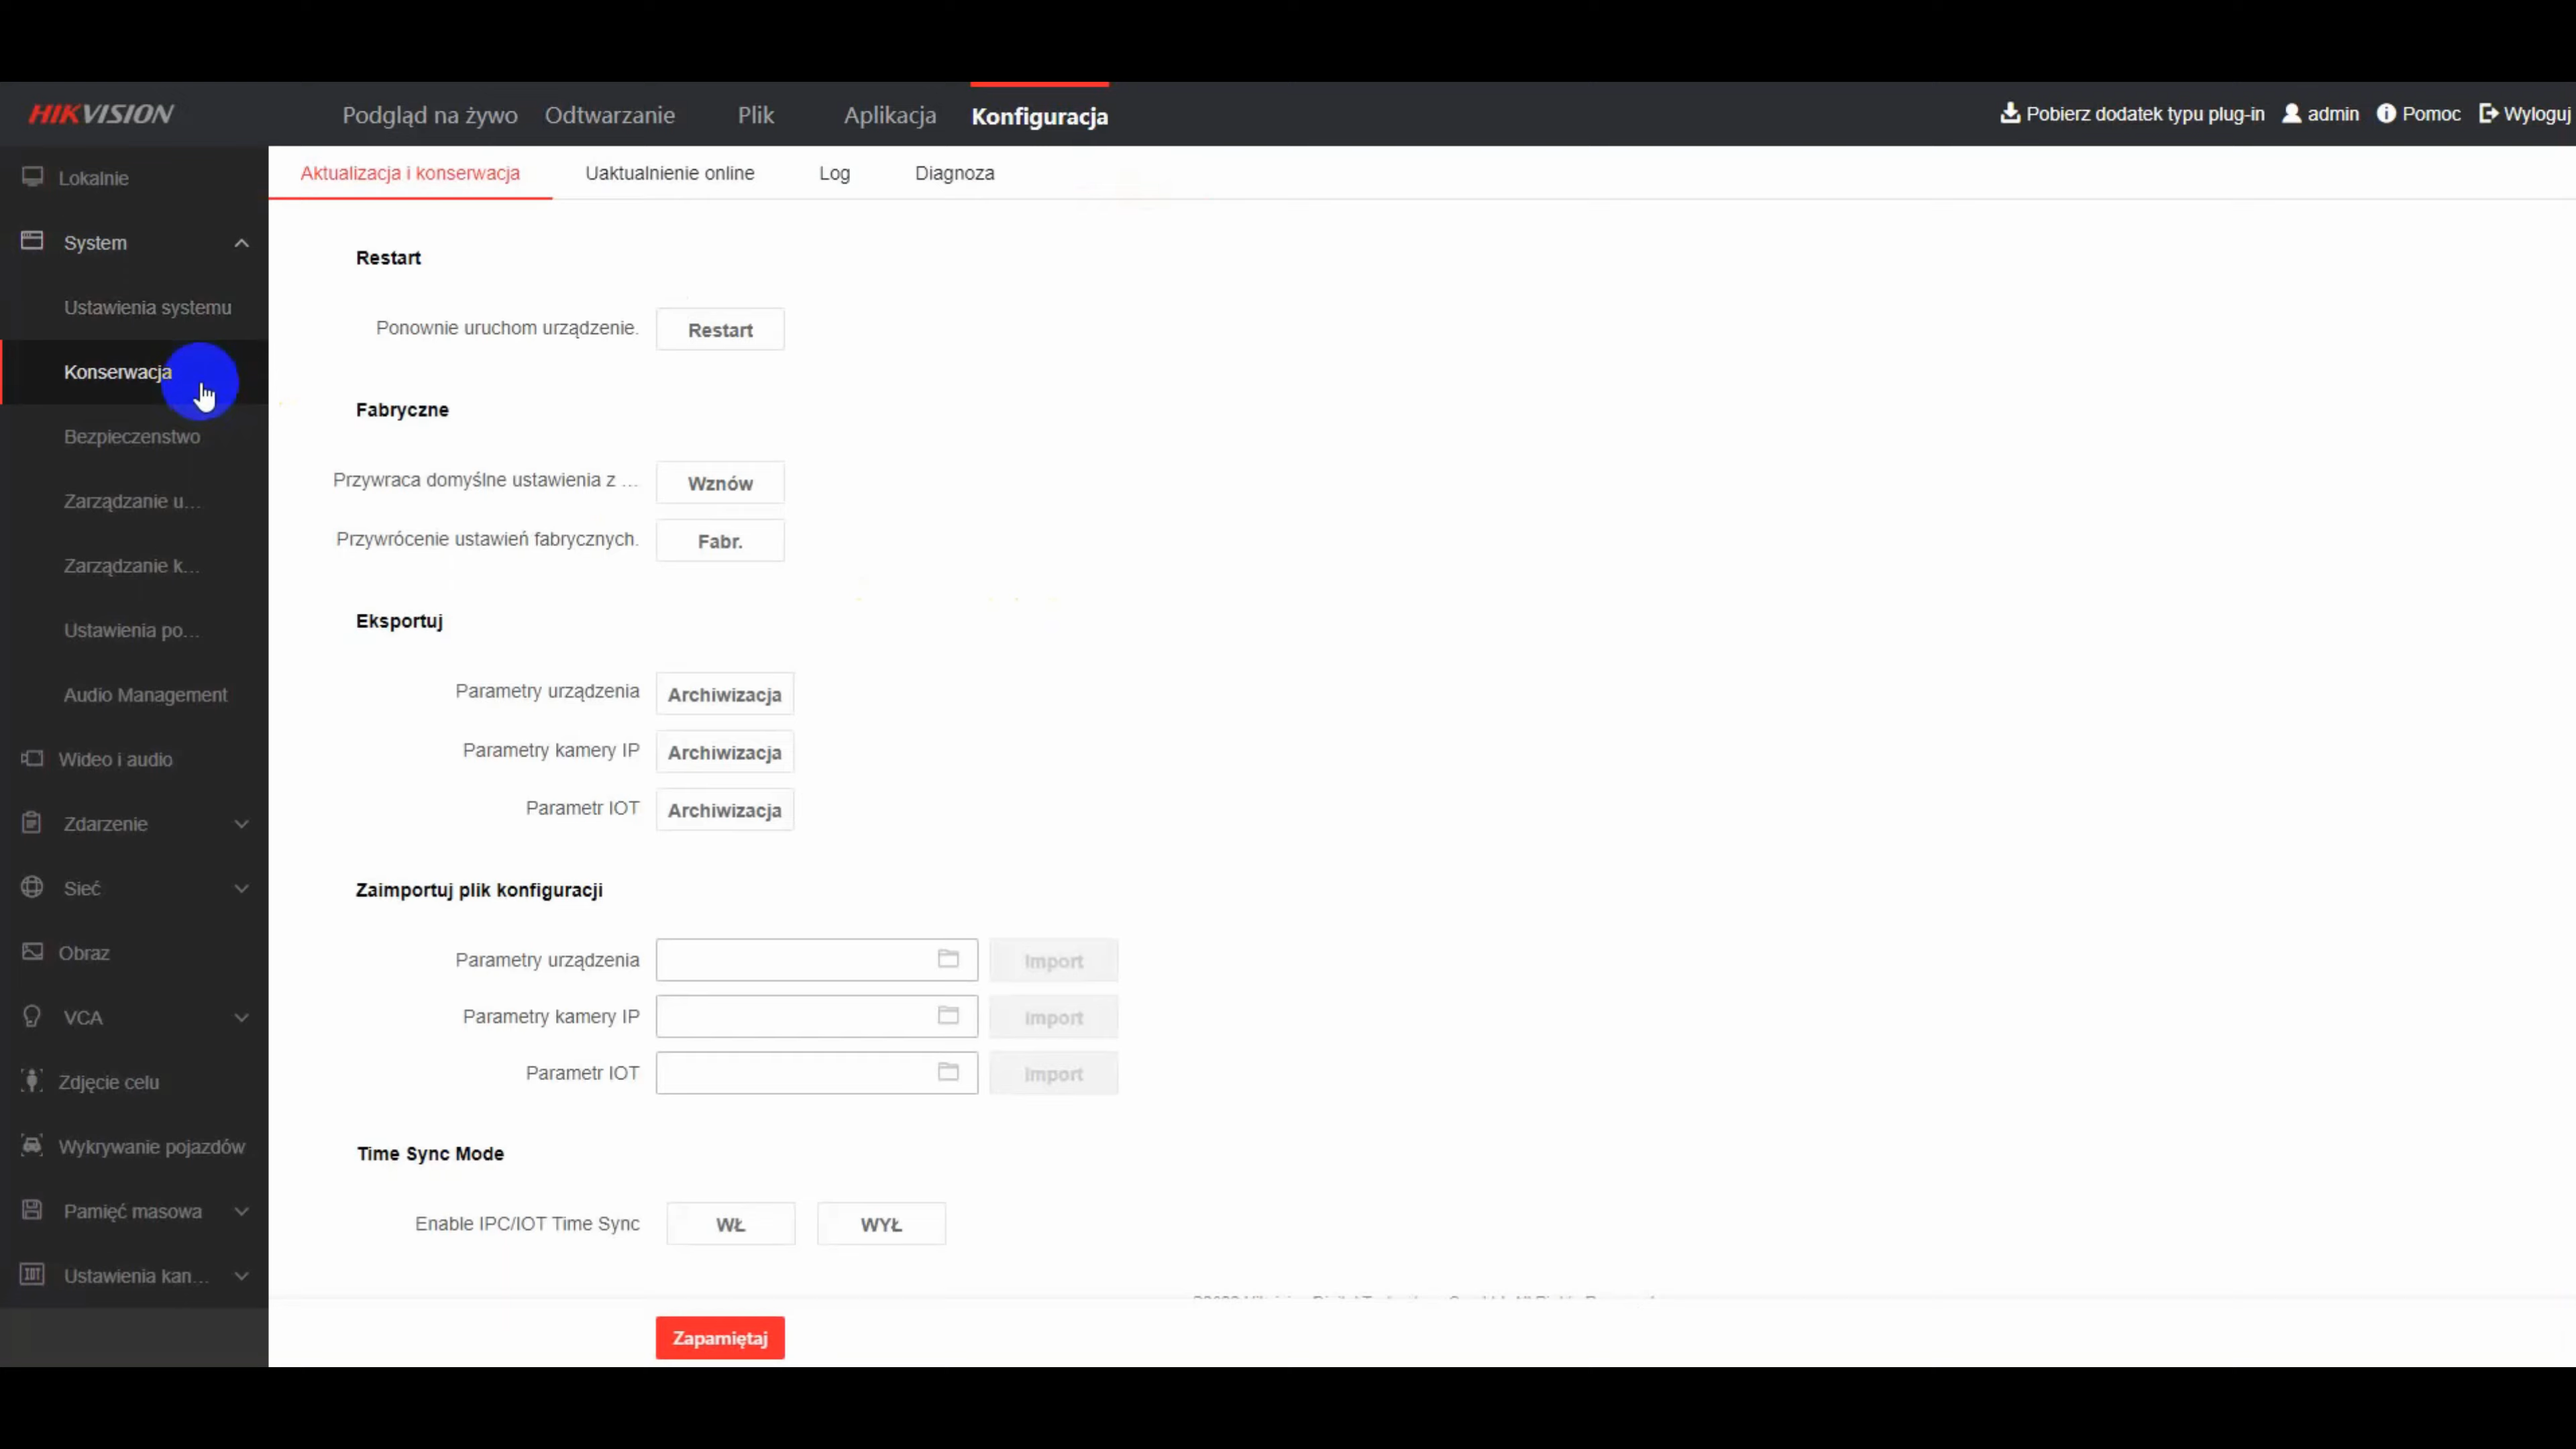 HIKVISION
Podgląd na żywo Odtwarzanie Plik Aplikacja Konfiguracja
Pobierz dodatek typu plug-in admin Pomoc Wyloguj
Lokalnie
System
Ustawienia systemu
Konserwacja
Bezpieczenstwo
Zarządzanie u...
Zarządzanie k...
Ustawienia po...
Audio Management
Wideo i audio
Zdarzenie
Sieć
Obraz
VCA
Zdjęcie celu
Wykrywanie pojazdów
Pamięć masowa
IOT Ustawienia kan...
Aktualizacja i konserwacja Uaktualnienie online Log Diagnoza
Restart
Ponownie uruchom urządzenie. Restart
Fabryczne
Przywraca domyślne ustawienia z ... Wznów
Przywrócenie ustawień fabrycznych. Fabr.
Eksportuj
Parametry urządzenia Archiwizacja
Parametry kamery IP Archiwizacja
Parametr IOT Archiwizacja
Zaimportuj plik konfiguracji
Parametry urządzenia Import
Parametry kamery IP Import
Parametr IOT Import
Time Sync Mode
Enable IPC/IOT Time Sync WŁ WYŁ
Zapamiętaj